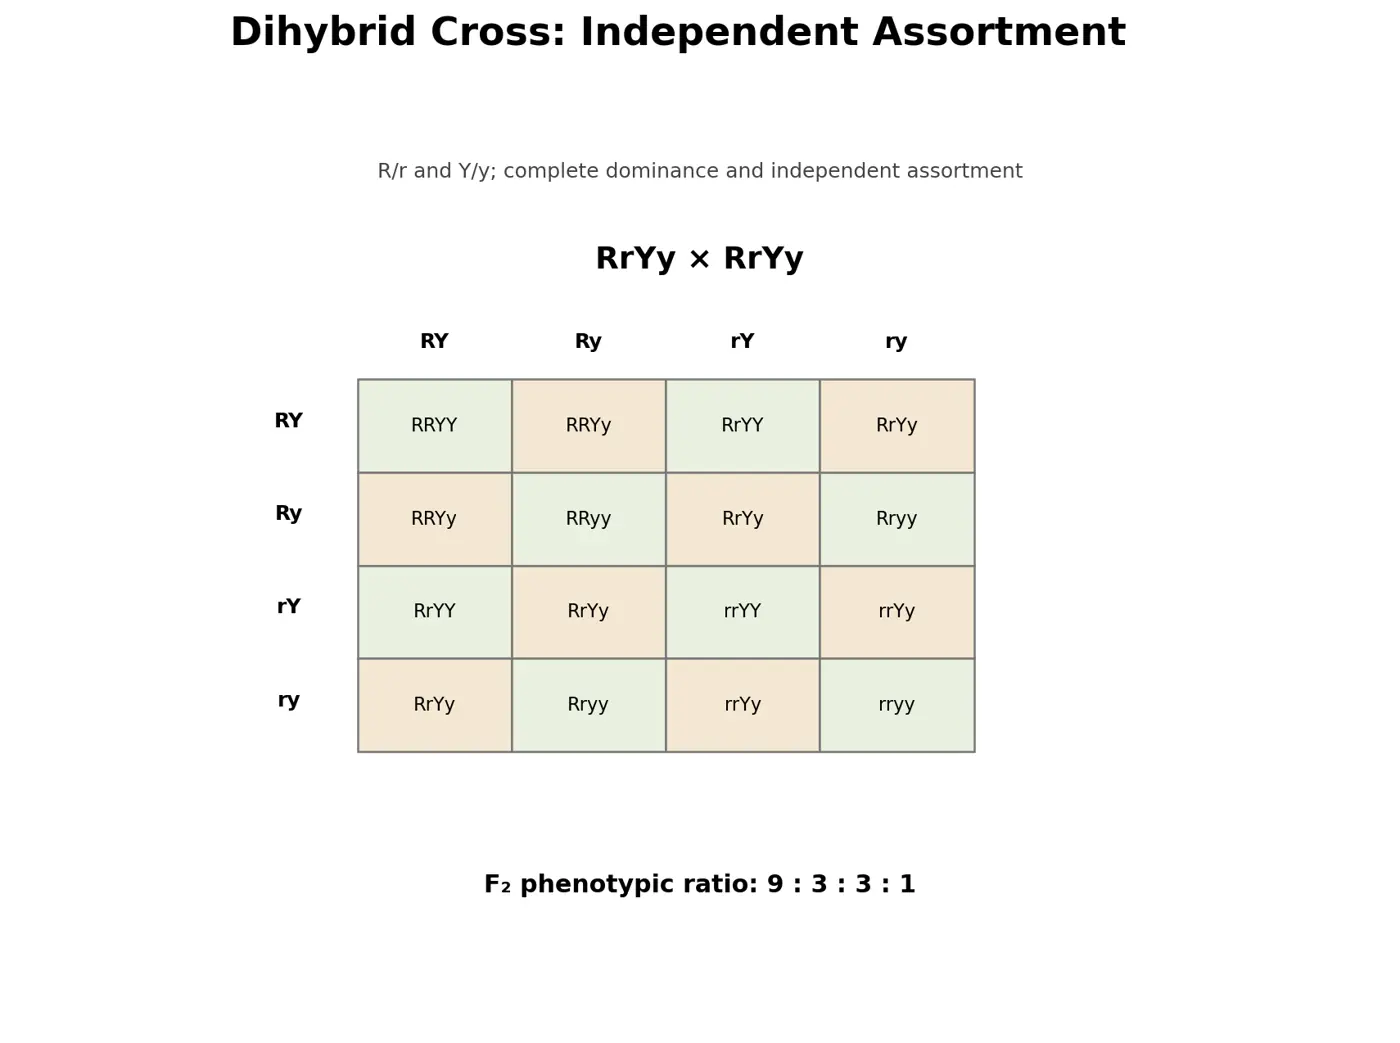 Dihybrid Cross: Independent Assortment
R/r and Y/y; complete dominance and independent assortment
RrYy × RrYy
RY Ry rY ry
RY RRYY RRYy RrYY RrYy
Ry RRYy RRyy RrYy Rryy
rY RrYY RrYy rrYY rrYy
ry RrYy Rryy rrYy rryy
F₂ phenotypic ratio: 9 : 3 : 3 : 1